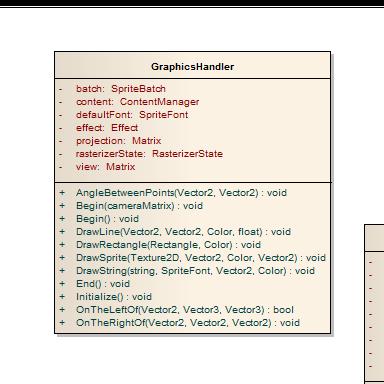 GraphicsHandler
- batch: SpriteBatch
- content: ContentManager
- defaultFont: SpriteFont
- effect: Effect
- projection: Matrix
- rasterizerState: RasterizerState
- view: Matrix
+ AngleBetweenPoints(Vector2, Vector2) : void
+ Begin(cameraMatrix) : void
+ Begin() : void
+ DrawLine(Vector2, Vector2, Color, float) : void
+ DrawRectangle(Rectangle, Color) : void
+ DrawSprite(Texture2D, Vector2, Color, Vector2) : void
+ DrawString(string, SpriteFont, Vector2, Color) : void
+ End() : void
+ Initialize() : void
+ OnTheLeftOf(Vector2, Vector3, Vector3) : bool
+ OnTheRightOf(Vector2, Vector2, Vector2) : void
-
-
-
-
-
-
-
-